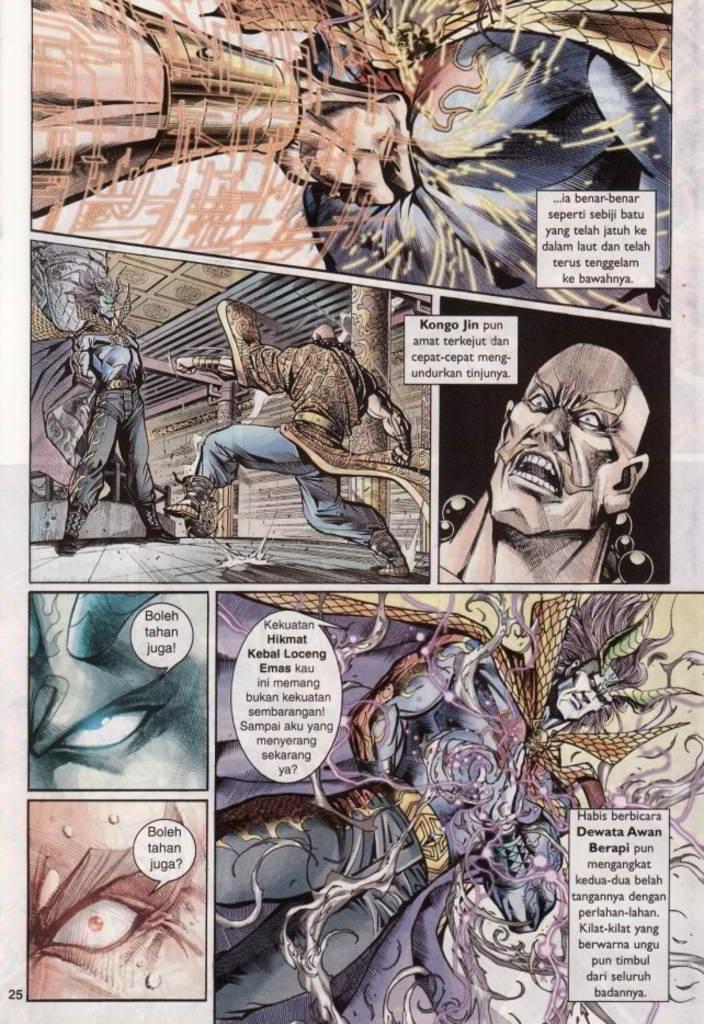 ...ia benar-benar
seperti sebiji batu
yang telah jatuh ke
dalam laut dan telah
terus tenggelam
ke bawahnya.
Kongo Jin pun
amat terkejut dan
cepat-cepat meng-
undurkan tinjunya.
Boleh
tahan
juga!
Kekuatan
Hikmat
Kebal Loceng
Emas kau
ini memang
bukan kekuatan
sembarangan!
Sampai aku yang
menyerang
sekarang
ya?
Boleh
tahan
juga?
Habis berbicara
Dewata Awan
Berapi pun
mengangkat
kedua-dua belah
tangannya dengan
perlahan-lahan.
Kilat-kilat yang
berwarna ungu
pun timbul
dari seluruh
badannya.
25